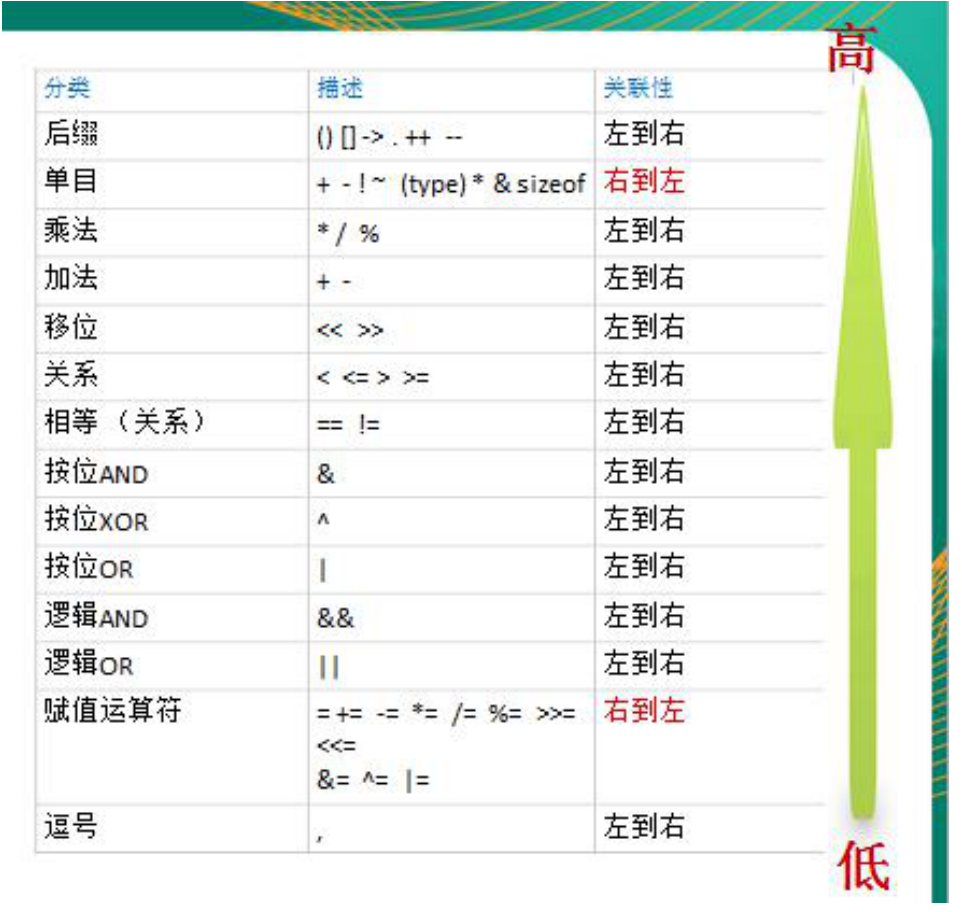 高
分类 描述 关联性
后缀 () [] -> . ++ -- 左到右
单目 + - ! ~ (type) * & sizeof 右到左
乘法 * / % 左到右
加法 + - 左到右
移位 << >> 左到右
关系 < <= > >= 左到右
相等 （关系） == != 左到右
按位AND & 左到右
按位XOR ^ 左到右
按位OR | 左到右
逻辑AND && 左到右
逻辑OR || 左到右
赋值运算符 = += -= *= /= %= >>= 右到左
<<=
&= ^= |=
逗号 , 左到右
低